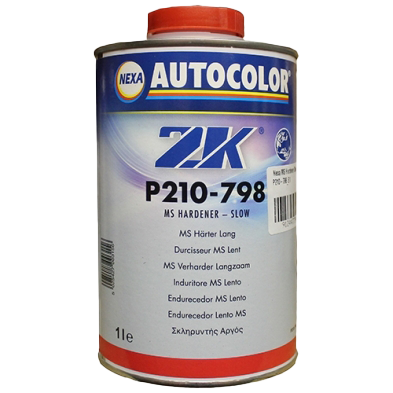 NEXA
AUTOCOLOR®
2K®
P210-798
MS HARDENER – SLOW
MS Härter Lang
Durcisseur MS Lent
MS Verharder Langzaam
Induritore MS Lento
Endurecedor MS Lento
Endurecedor Lento MS
Σκληρυντής Αργός
1l e